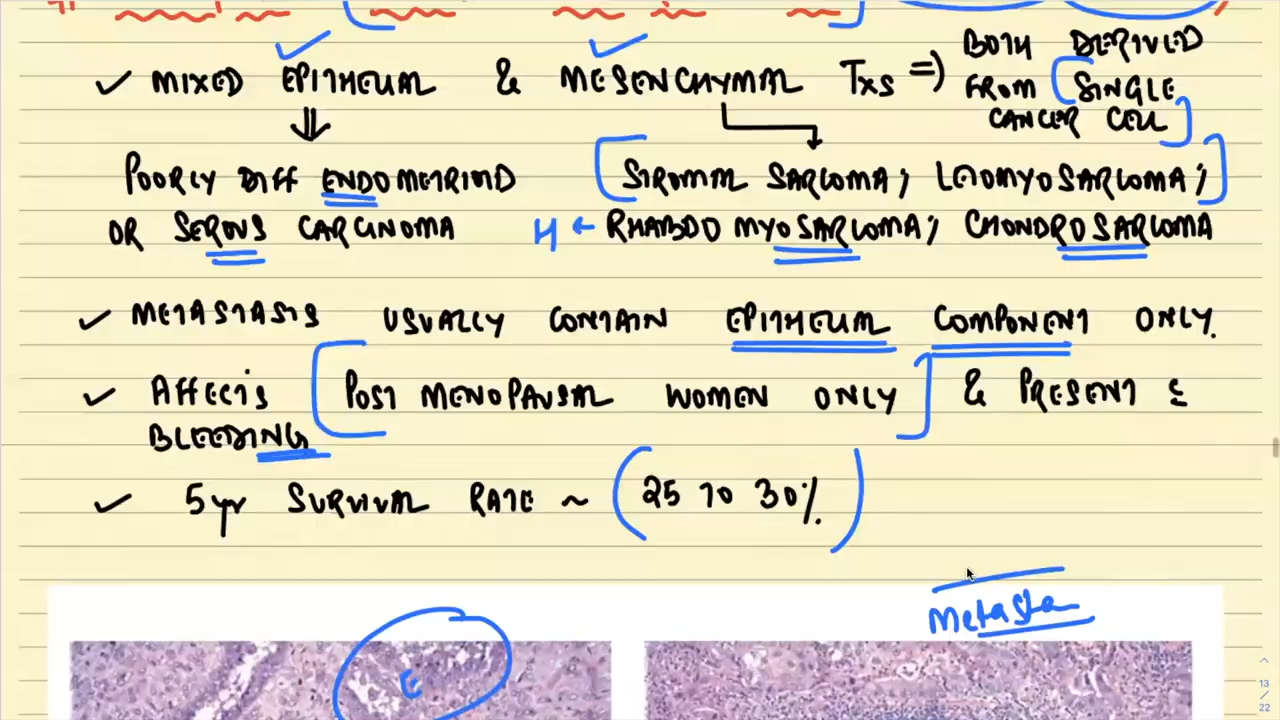 ✓ MIXED EPITHELIAL & MESENCHYMAL TXS => BOTH DERIVED
FROM [SINGLE
CANCER CELL]
POORLY DIFF ENDOMETRIOID
[STROMAL SARCOMA; LEIOMYOSARCOMA;]
OR SEROUS CARCINOMA
H ← RHABDOMYOSARCOMA; CHONDROSARCOMA
✓ METASTASIS USUALLY CONTAIN EPITHELIAL COMPONENT ONLY.
✓ AFFECTS [POST MENOPAUSAL WOMEN ONLY] & PRESENT C
BLEEDING
✓ 5yr SURVIVAL RATE ~ (25 TO 30%)
Metasta
E
13
/
22